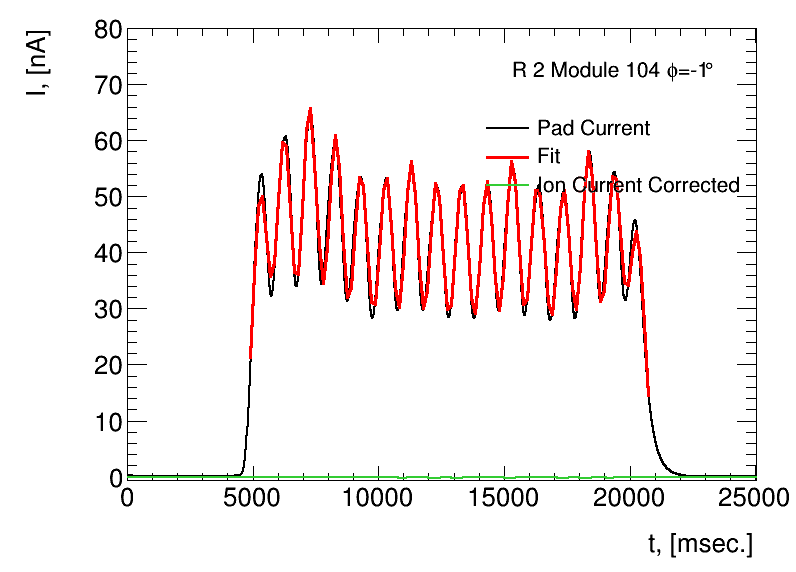 I, [nA]
80
70
60
50
40
30
20
10
0
R 2 Module 104 ϕ=-1°
Pad Current
Fit
Ion Current Corrected
0 5000 10000 15000 20000 25000
t, [msec.]